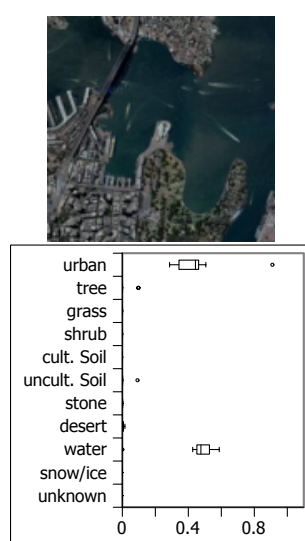 urban
tree
grass
shrub
cult. Soil
uncult. Soil
stone
desert
water
snow/ice
unknown
0 0.4 0.8